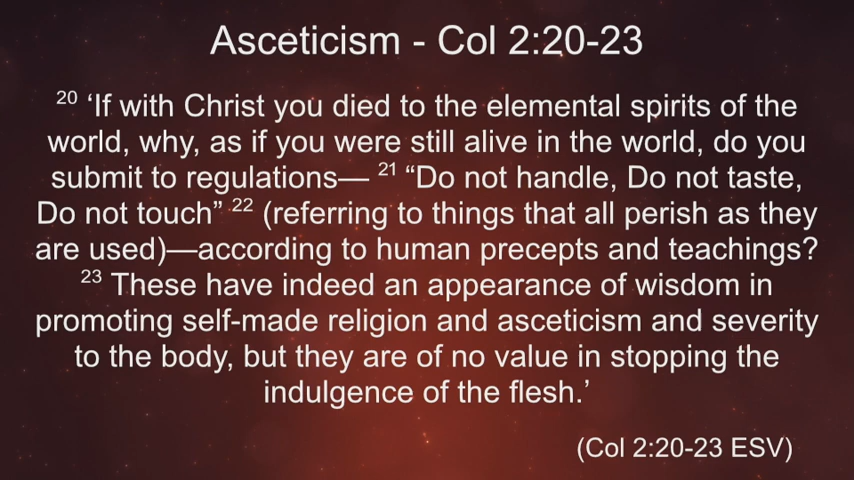 Asceticism - Col 2:20-23
20 ‘If with Christ you died to the elemental spirits of the
world, why, as if you were still alive in the world, do you
submit to regulations— 21 “Do not handle, Do not taste,
Do not touch” 22 (referring to things that all perish as they
are used)—according to human precepts and teachings?
23 These have indeed an appearance of wisdom in
promoting self-made religion and asceticism and severity
to the body, but they are of no value in stopping the
indulgence of the flesh.’
(Col 2:20-23 ESV)